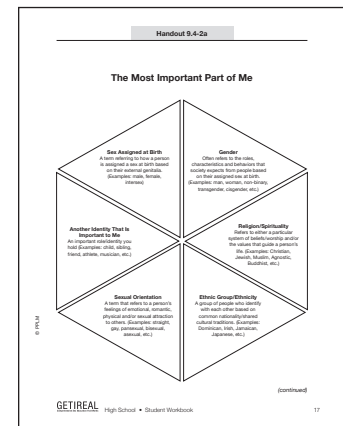 Handout 9.4-2a
The Most Important Part of Me
Sex Assigned at Birth
A term referring to how a person
is assigned a sex at birth based
on their external genitalia.
(Examples: male, female,
intersex)
Gender
Often refers to the roles,
characteristics and behaviors that
society expects from people based
on their assigned sex at birth.
(Examples: man, woman, non-binary,
transgender, cisgender, etc.)
Another Identity That Is
Important to Me
An important role/identity you
hold (Examples: child, sibling,
friend, athlete, musician, etc.)
Religion/Spirituality
Refers to either a particular
system of beliefs/worship and/or
the values that guide a person's
life. (Examples: Christian,
Jewish, Muslim, Agnostic,
Buddhist, etc.)
Sexual Orientation
A term that refers to a person's
feelings of emotional, romantic,
physical and/or sexual attraction
to others. (Examples: straight,
gay, pansexual, bisexual,
asexual, etc.)
Ethnic Group/Ethnicity
A group of people who identify
with each other based on
common nationality/shared
cultural traditions. (Examples:
Dominican, Irish, Jamaican,
Japanese, etc.)
© PPLM
(continued)
GET REAL
High School • Student Workbook
17